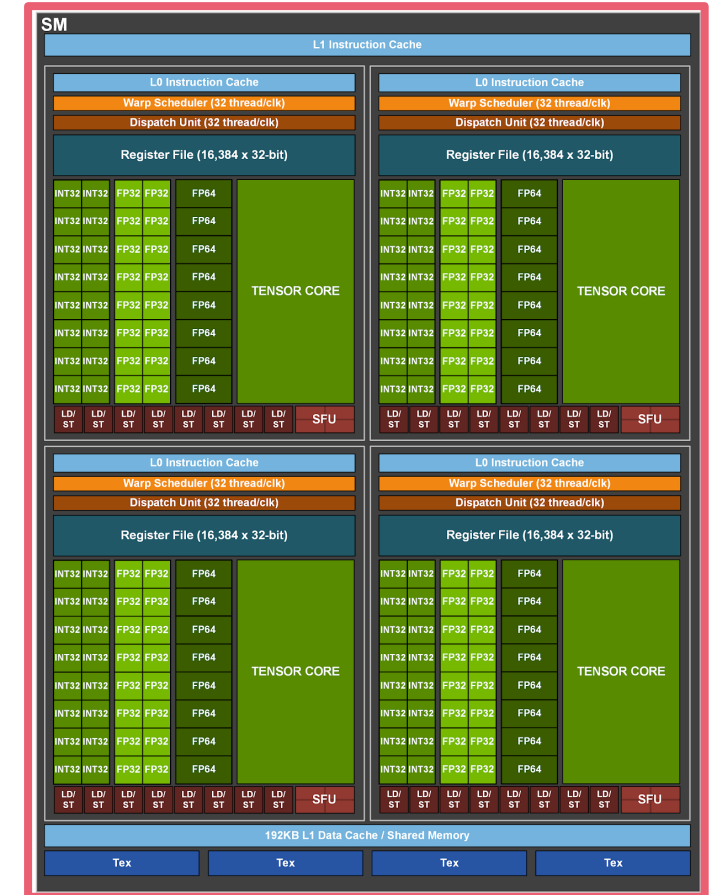 SM
L1 Instruction Cache
L0 Instruction Cache
Warp Scheduler (32 thread/clk)
Dispatch Unit (32 thread/clk)
Register File (16,384 x 32-bit)
INT32 INT32 FP32 FP32 FP64
INT32 INT32 FP32 FP32 FP64
INT32 INT32 FP32 FP32 FP64
INT32 INT32 FP32 FP32 FP64
TENSOR CORE
INT32 INT32 FP32 FP32 FP64
INT32 INT32 FP32 FP32 FP64
INT32 INT32 FP32 FP32 FP64
INT32 INT32 FP32 FP32 FP64
LD/ LD/ LD/ LD/ LD/ LD/ LD/ LD/
ST ST ST ST ST ST ST ST
SFU
L0 Instruction Cache
Warp Scheduler (32 thread/clk)
Dispatch Unit (32 thread/clk)
Register File (16,384 x 32-bit)
INT32 INT32 FP32 FP32 FP64
INT32 INT32 FP32 FP32 FP64
INT32 INT32 FP32 FP32 FP64
INT32 INT32 FP32 FP32 FP64
TENSOR CORE
INT32 INT32 FP32 FP32 FP64
INT32 INT32 FP32 FP32 FP64
INT32 INT32 FP32 FP32 FP64
INT32 INT32 FP32 FP32 FP64
LD/ LD/ LD/ LD/ LD/ LD/ LD/ LD/
ST ST ST ST ST ST ST ST
SFU
L0 Instruction Cache
Warp Scheduler (32 thread/clk)
Dispatch Unit (32 thread/clk)
Register File (16,384 x 32-bit)
INT32 INT32 FP32 FP32 FP64
INT32 INT32 FP32 FP32 FP64
INT32 INT32 FP32 FP32 FP64
INT32 INT32 FP32 FP32 FP64
TENSOR CORE
INT32 INT32 FP32 FP32 FP64
INT32 INT32 FP32 FP32 FP64
INT32 INT32 FP32 FP32 FP64
INT32 INT32 FP32 FP32 FP64
LD/ LD/ LD/ LD/ LD/ LD/ LD/ LD/
ST ST ST ST ST ST ST ST
SFU
L0 Instruction Cache
Warp Scheduler (32 thread/clk)
Dispatch Unit (32 thread/clk)
Register File (16,384 x 32-bit)
INT32 INT32 FP32 FP32 FP64
INT32 INT32 FP32 FP32 FP64
INT32 INT32 FP32 FP32 FP64
INT32 INT32 FP32 FP32 FP64
TENSOR CORE
INT32 INT32 FP32 FP32 FP64
INT32 INT32 FP32 FP32 FP64
INT32 INT32 FP32 FP32 FP64
INT32 INT32 FP32 FP32 FP64
LD/ LD/ LD/ LD/ LD/ LD/ LD/ LD/
ST ST ST ST ST ST ST ST
SFU
192KB L1 Data Cache / Shared Memory
Tex Tex Tex Tex